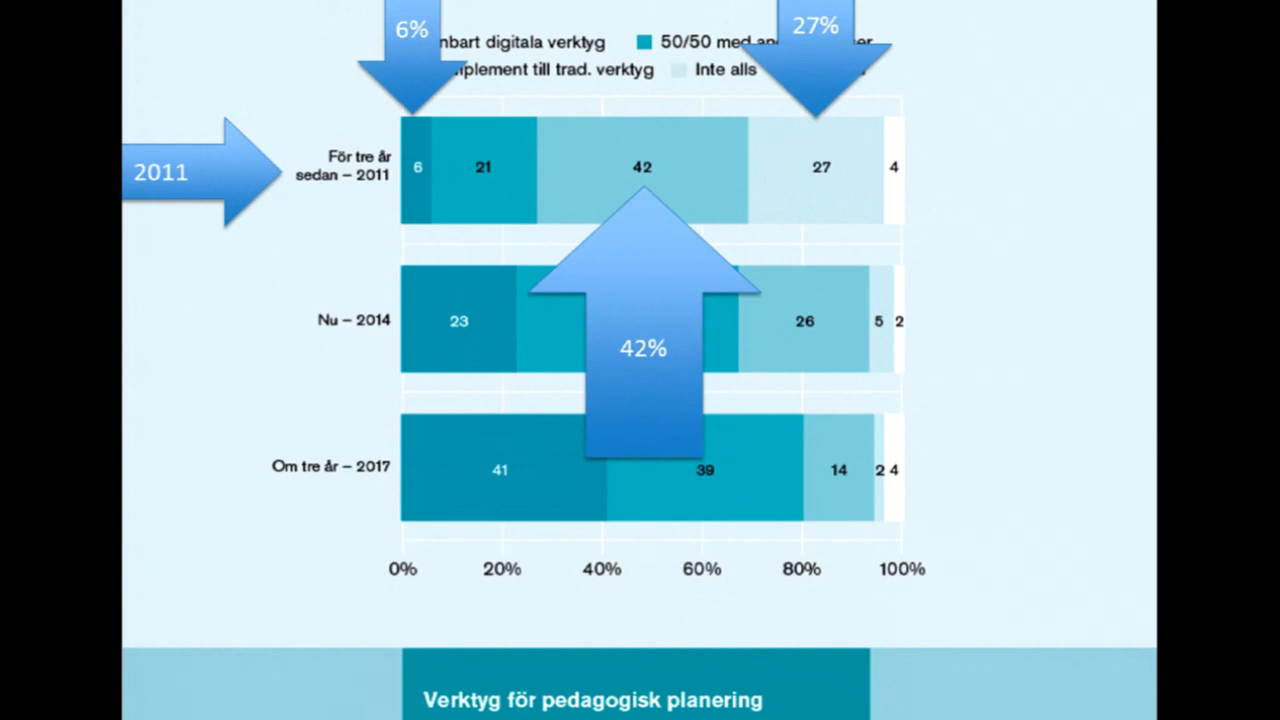 6%
27%
digitala verktyg
50/50 med
till trad. verktyg
Inte alls
6
21
42
27
4
2011
För tre år
sedan – 2011
Nu – 2014
23
26
5
2
42%
Om tre år – 2017
41
39
14
2
4
0%
20%
40%
60%
80%
100%
Verktyg för pedagogisk planering